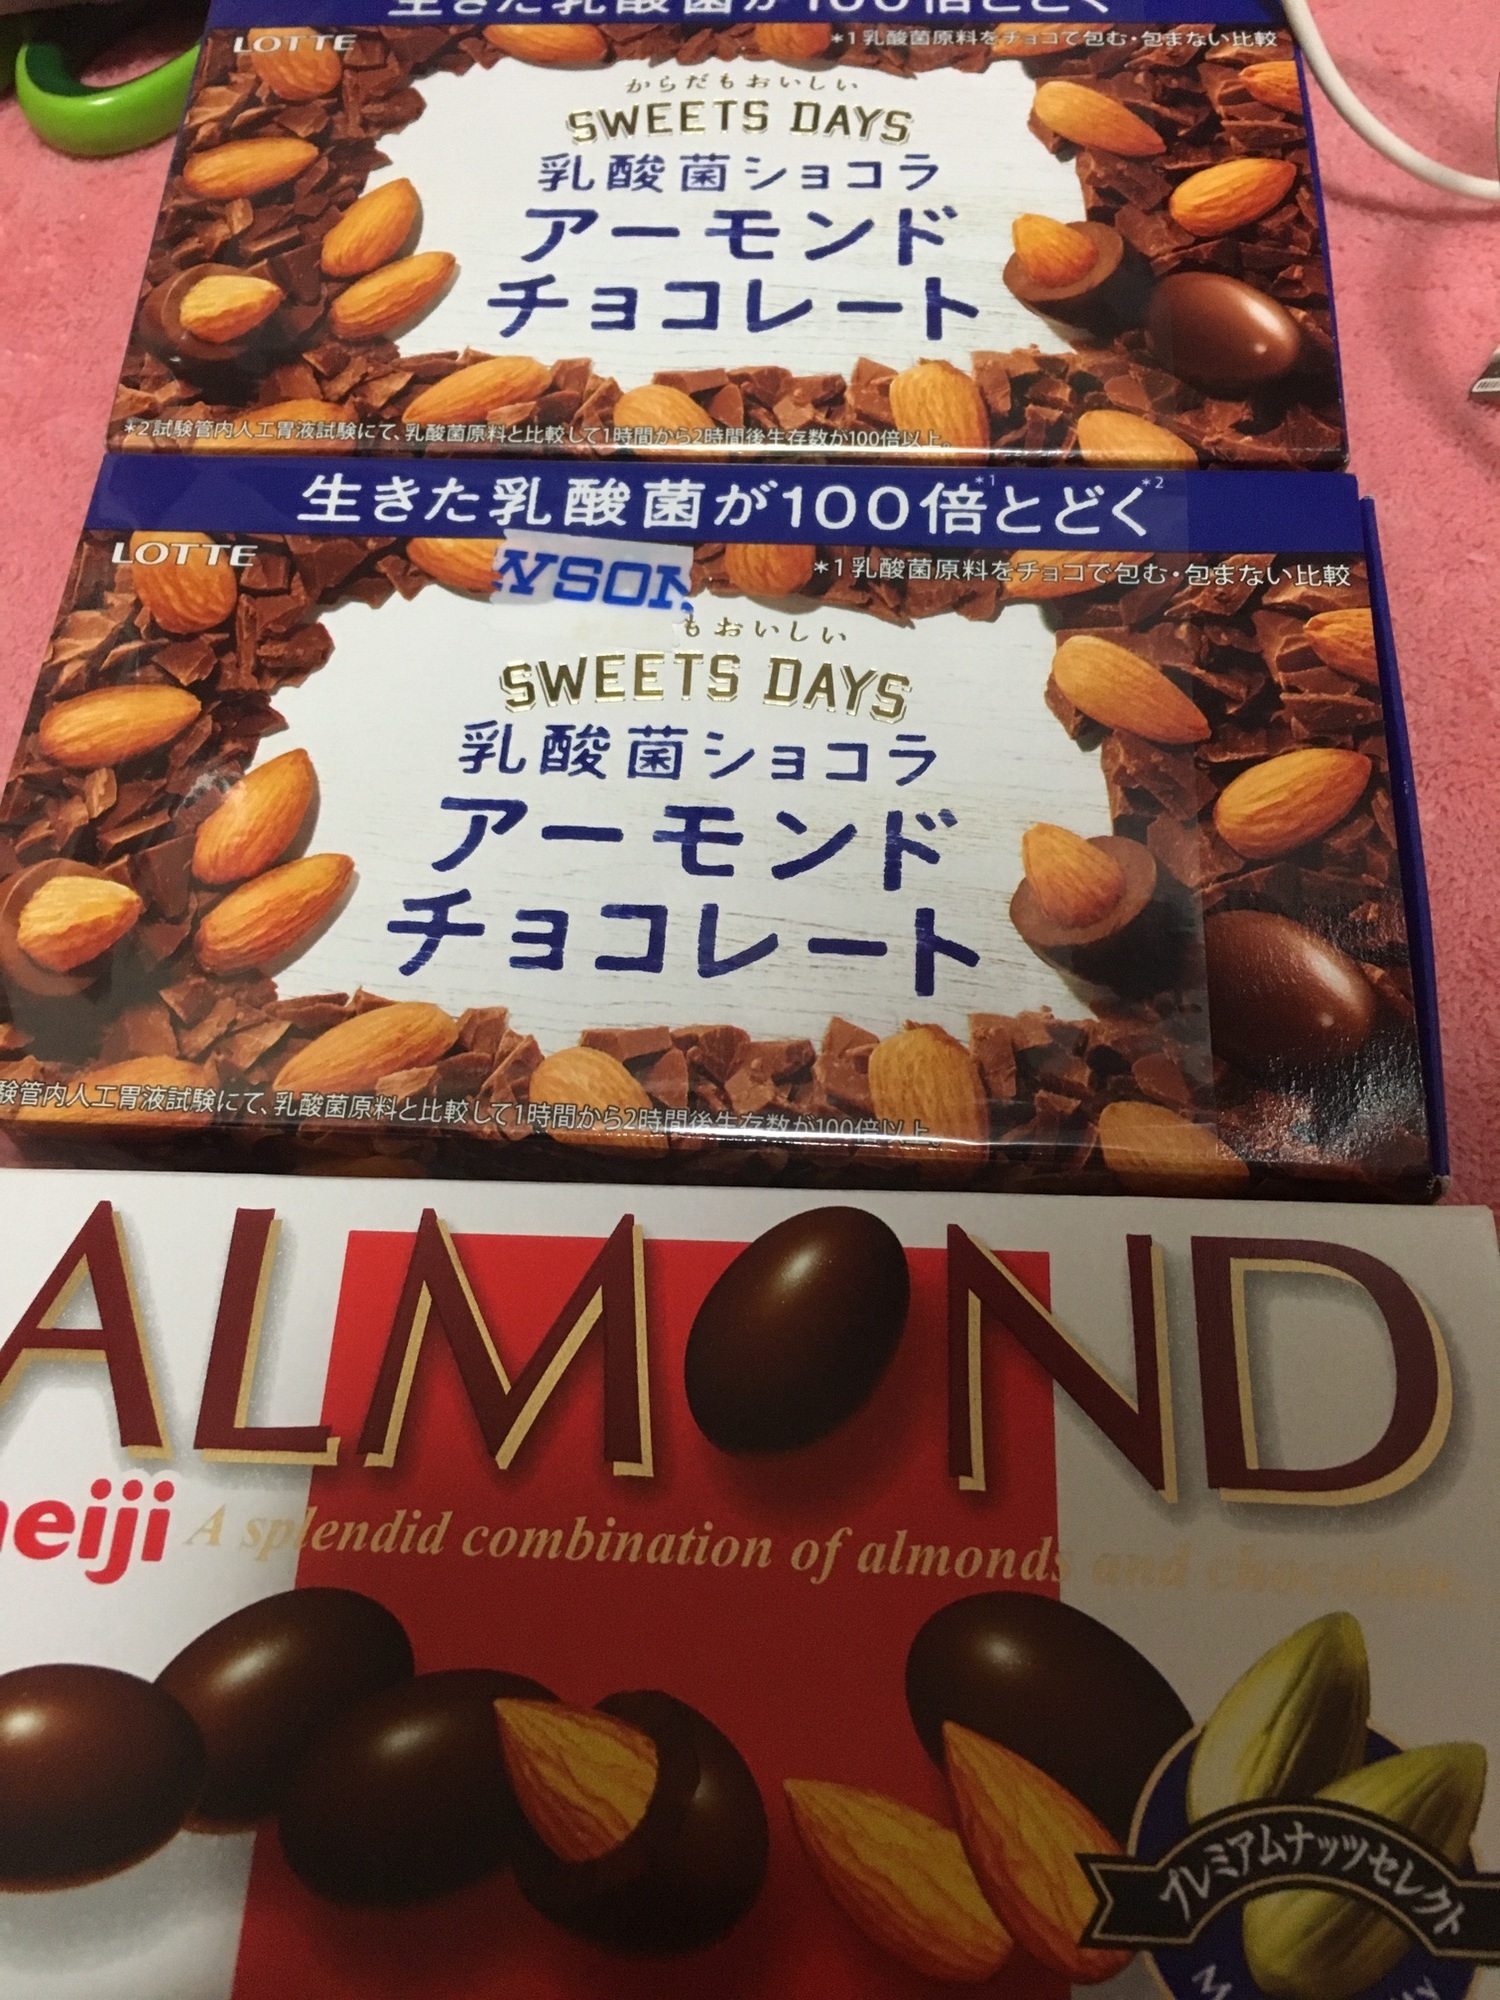 生きた乳酸菌が100倍とどく
LOTTE
*1乳酸菌原料をチョコで包む・包まない比較
からだもおいしい
SWEETS DAYS
乳酸菌ショコラ
アーモンド
チョコレート
*2試験管内人工胃液試験にて、乳酸菌原料と比較して1時間から2時間後生存数が100倍以上。
生きた乳酸菌が100倍*1とどく*2
LOTTE
*1乳酸菌原料をチョコで包む・包まない比較
もおいしい
SWEETS DAYS
乳酸菌ショコラ
アーモンド
チョコレート
験管内人工胃液試験にて、乳酸菌原料と比較して1時間から2時間後生存数が100倍以上。
ALMOND
meiji A splendid combination of almonds and chocolate.
プレミアムナッツセレクト